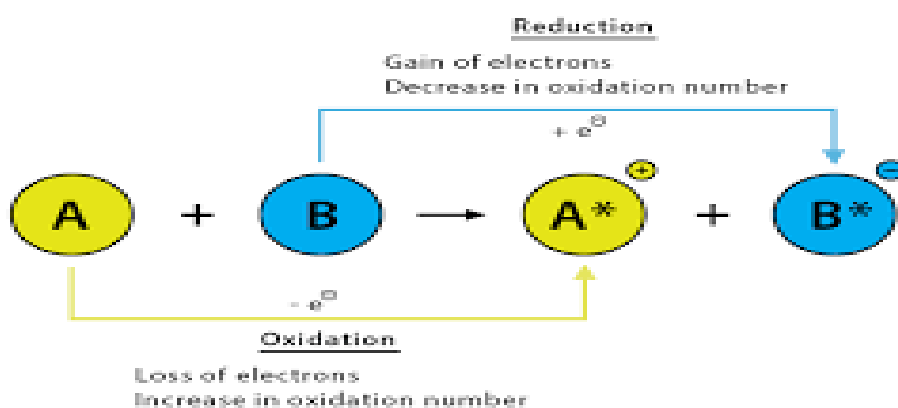 Reduction
Gain of electrons
Decrease in oxidation number
+ e⊖
A + B → A* ⊕ + B* ⊖
- e⊖
Oxidation
Loss of electrons
Increase in oxidation number